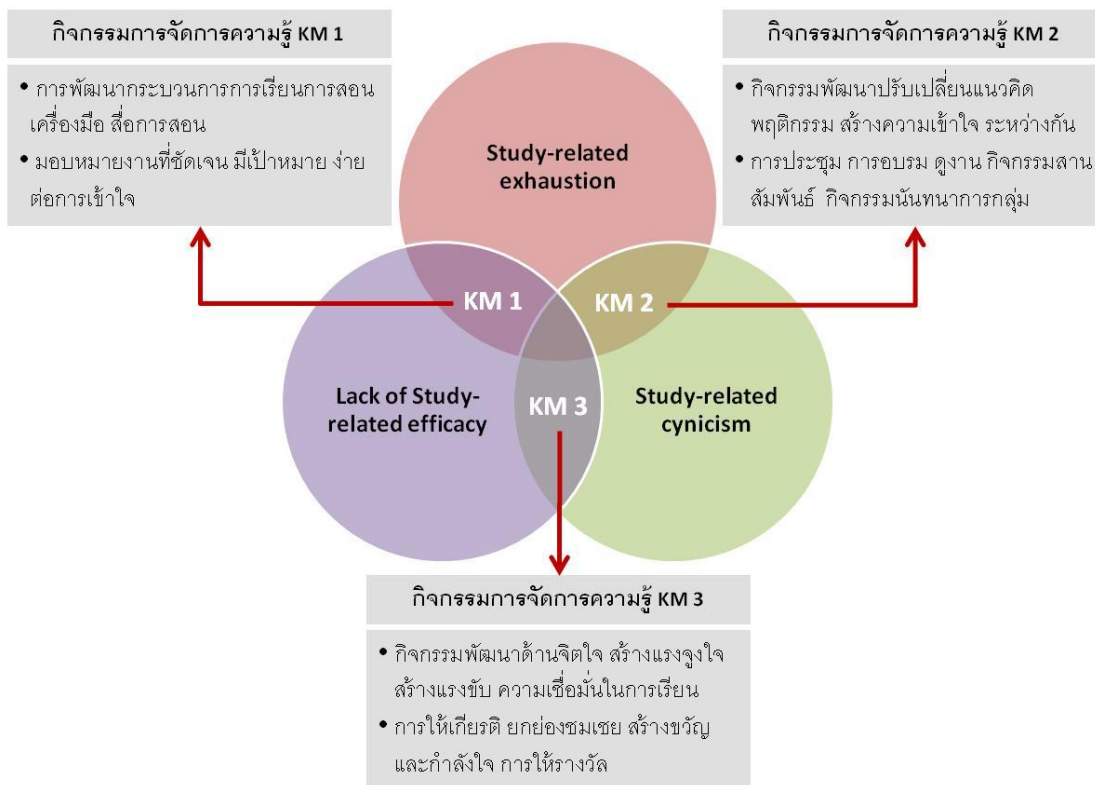 กิจกรรมการจัดการความรู้ KM 1
• การพัฒนากระบวนการการเรียนการสอน
เครื่องมือ สื่อการสอน
• มอบหมายงานที่ชัดเจน มีเป้าหมาย ง่าย
ต่อการเข้าใจ
กิจกรรมการจัดการความรู้ KM 2
• กิจกรรมพัฒนาปรับเปลี่ยนแนวคิด
พฤติกรรม สร้างความเข้าใจ ระหว่างกัน
• การประชุม การอบรม ดูงาน กิจกรรมสาน
สัมพันธ์ กิจกรรมนันทนาการกลุ่ม
Study-related
exhaustion
KM 1
KM 2
Lack of Study-
related efficacy
KM 3
Study-related
cynicism
กิจกรรมการจัดการความรู้ KM 3
• กิจกรรมพัฒนาด้านจิตใจ สร้างแรงจูงใจ
สร้างแรงขับ ความเชื่อมั่นในการเรียน
• การให้เกียรติ ยกย่องชมเชย สร้างขวัญ
และกำลังใจ การให้รางวัล